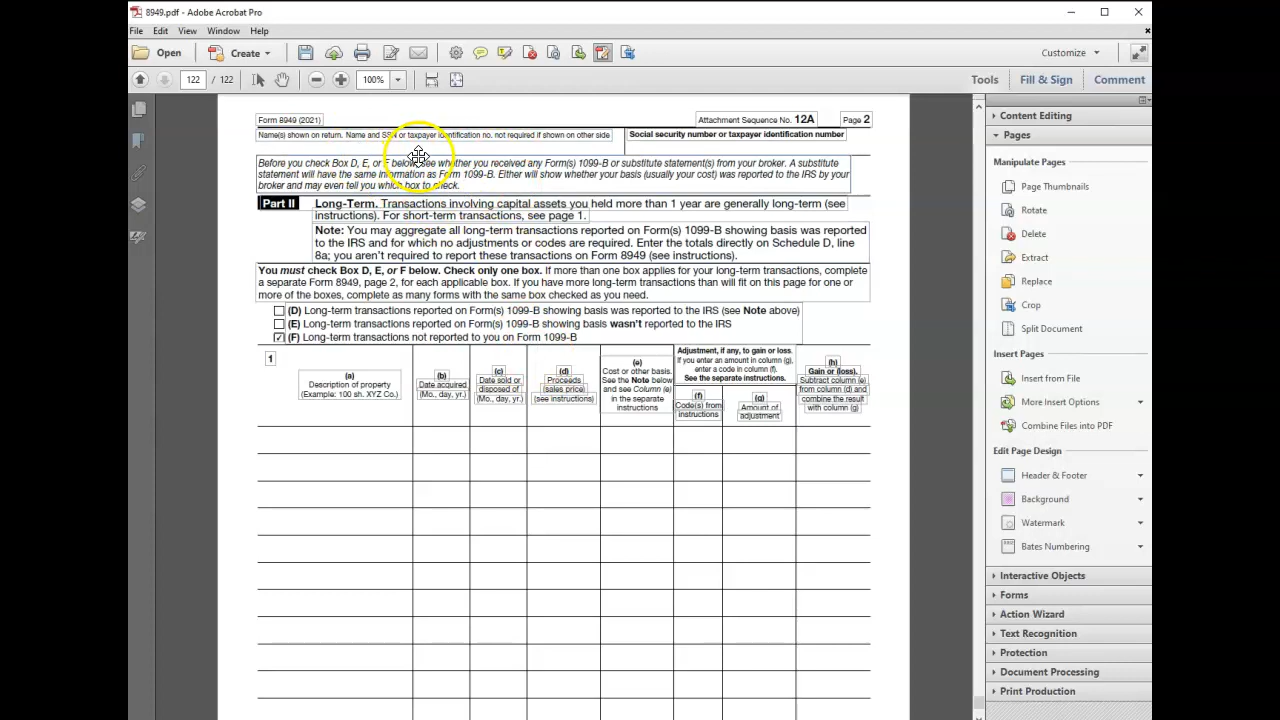 8949.pdf - Adobe Acrobat Pro
File Edit View Window Help
Open Create Customize
122 / 122 100% Tools Fill & Sign Comment
Form 8949 (2021) Attachment Sequence No. 12A Page 2
Name(s) shown on return. Name and SSN or taxpayer identification no. not required if shown on other side
Social security number or taxpayer identification number
Before you check Box D, E, or F below, see whether you received any Form(s) 1099-B or substitute statement(s) from your broker. A substitute
statement will have the same information as Form 1099-B. Either will show whether your basis (usually your cost) was reported to the IRS by your
broker and may even tell you which box to check.
Part II Long-Term. Transactions involving capital assets you held more than 1 year are generally long-term (see
instructions). For short-term transactions, see page 1.
Note: You may aggregate all long-term transactions reported on Form(s) 1099-B showing basis was reported
to the IRS and for which no adjustments or codes are required. Enter the totals directly on Schedule D, line
8a; you aren't required to report these transactions on Form 8949 (see instructions).
You must check Box D, E, or F below. Check only one box. If more than one box applies for your long-term transactions, complete
a separate Form 8949, page 2, for each applicable box. If you have more long-term transactions than will fit on this page for one or
more of the boxes, complete as many forms with the same box checked as you need.
(D) Long-term transactions reported on Form(s) 1099-B showing basis was reported to the IRS (see Note above)
(E) Long-term transactions reported on Form(s) 1099-B showing basis wasn't reported to the IRS
(F) Long-term transactions not reported to you on Form 1099-B
1
(a)
Description of property
(Example: 100 sh. XYZ Co.)
(b)
Date acquired
(Mo., day, yr.)
(c)
Date sold or
disposed of
(Mo., day, yr.)
(d)
Proceeds
(sales price)
(see instructions)
(e)
Cost or other basis.
See the Note below
and see Column (e)
in the separate
instructions
Adjustment, if any, to gain or loss.
If you enter an amount in column (g),
enter a code in column (f).
See the separate instructions.
(f)
Code(s) from
instructions
(g)
Amount of
adjustment
(h)
Gain or (loss).
Subtract column (e)
from column (d) and
combine the result
with column (g)
Content Editing
Pages
Manipulate Pages
Page Thumbnails
Rotate
Delete
Extract
Replace
Crop
Split Document
Insert Pages
Insert from File
More Insert Options
Combine Files into PDF
Edit Page Design
Header & Footer
Background
Watermark
Bates Numbering
Interactive Objects
Forms
Action Wizard
Text Recognition
Protection
Document Processing
Print Production